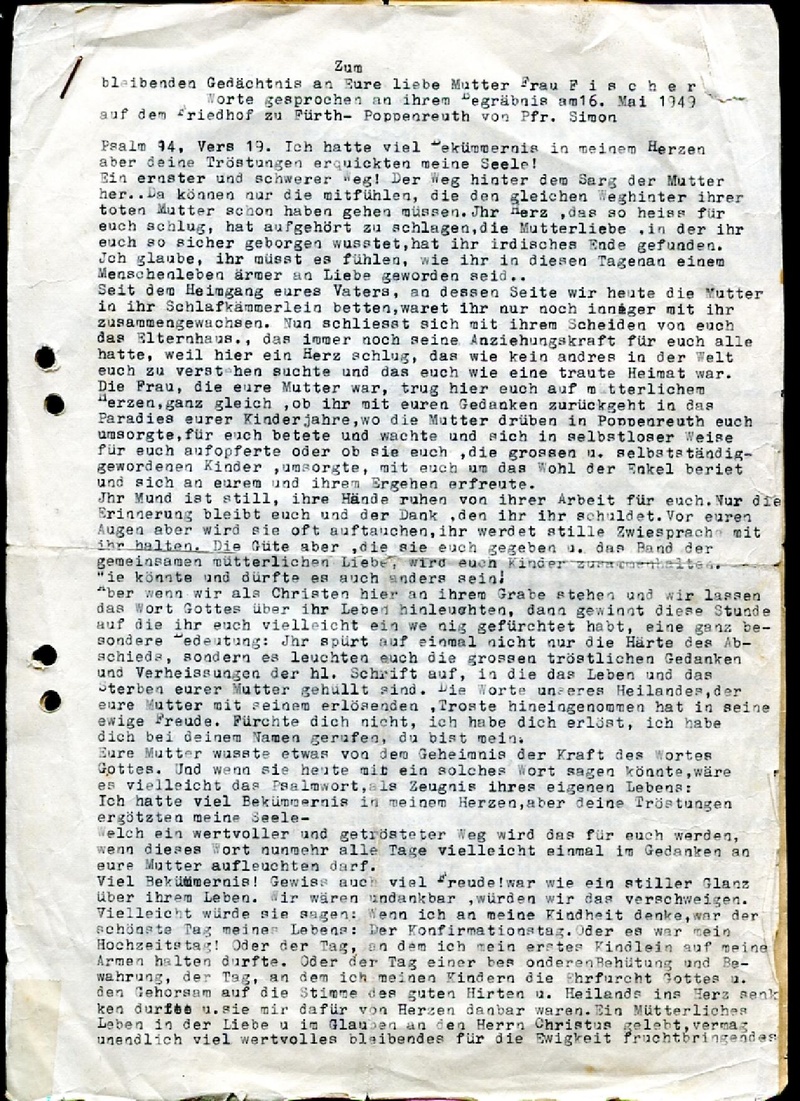 Zum
bleibenden Gedächtnis an Eure liebe Mutter Frau F i s c h e r
Worte gesprochen an ihrem Begräbnis am16. Mai 1949
auf dem Friedhof zu Fürth- Poppenreuth von Pfr. Simon
Psalm 94, Vers 19. Ich hatte viel Bekümmernis in meinem Herzen
aber deine Tröstungen erquickten meine Seele!
Ein ernster und schwerer Weg! Der Weg hinter dem Sarg der Mutter
her..Da können nur die mitfühlen, die den gleichen Weghinter ihrer
toten Mutter schon haben gehen müssen.Jhr Herz ,das so heiss für
euch schlug, hat aufgehört zu schlagen,die Mutterliebe ,in der ihr
euch so sicher geborgen wusstet,hat ihr irdisches Ende gefunden.
Jch glaube, ihr müsst es fühlen, wie ihr in diesen Tagenan einem
Menschenleben ärmer an Liebe geworden seid..
Seit dem Heimgang eures Vaters, an dessen Seite wir heute die Mutter
in ihr Schlafkämmerlein betten,waret ihr nur noch inniger mit ihr
zusammengewachsen. Nun schliesst sich mit ihrem Scheiden von euch
das Elternhaus., das immer noch seine Anziehungskraft für euch alle
hatte, weil hier ein Herz schlug, das wie kein andres in der Welt
euch zu verstehen suchte und das euch wie eine traute Heimat war.
Die Frau, die eure Mutter war, trug hier euch auf mütterlichem
Herzen,ganz gleich ,ob ihr mit euren Gedanken zurückgeht in das
Paradies eurer Kinderjahre,wo die Mutter drüben in Poppenreuth euch
umsorgte,für euch betete und wachte und sich in selbstloser Weise
für euch aufopferte oder ob sie euch ,die grossen u. selbstständig-
gewordenen Kinder ,umsorgte, mit euch um das Wohl der Enkel beriet
und sich an eurem und ihrem Ergehen erfreute.
Jhr Mund ist still, ihre Hände ruhen von ihrer Arbeit für euch.Nur die
Erinnerung bleibt euch und der Dank ,den ihr ihr schuldet.Vor euren
Augen aber wird sie oft auftauchen,ihr werdet stille Zwiesprache mit
ihr halten. Die Güte aber ,die sie euch gegeben u. das Band der
gemeinsamen mütterlichen Liebe, wird euch Kinder zusammenhalten.
Wie könnte und dürfte es auch anders sein!
Aber wenn wir als Christen hier an ihrem Grabe stehen und wir lassen
das Wort Gottes über ihr Leben hinleuchten, dann gewinnt diese Stunde
auf die ihr euch vielleicht ein we nig gefürchtet habt, eine ganz be-
sondere Bedeutung: Jhr spürt auf einmal nicht nur die Härte des Ab-
schieds, sondern es leuchten euch die grossen tröstlichen Gedanken
und Verheissungen der hl. Schrift auf, in die das Leben und das
Sterben eurer Mutter gehüllt sind. Die Worte unseres Heilandes,der
eure Mutter mit seinem erlösenden ,Troste hineingenommen hat in seine
ewige Freude. Fürchte dich nicht, ich habe dich erlöst, ich habe
dich bei deinem Namen gerufen, du bist mein.
Eure Mutter wusste etwas von dem Geheimnis der Kraft des Wortes
Gottes. Und wenn sie heute mit ein solches Wort sagen könnte,wäre
es vielleicht das Psalmwort,als Zeugnis ihres eigenen Lebens:
Ich hatte viel Bekümmernis in meinem Herzen,aber deine Tröstungen
ergötzten meine Seele-
Welch ein wertvoller und getrösteter Weg wird das für euch werden,
wenn dieses Wort nunmehr alle Tage vielleicht einmal im Gedanken an
eure Mutter aufleuchten darf.
Viel Bekümmernis! Gewiss auch viel Freude!war wie ein stiller Glanz
über ihrem Leben. Wir wären undankbar ,würden wir das verschweigen.
Vielleicht würde sie sagen: Wenn ich an meine Kindheit denke,war der
schönste Tag meines Lebens: Der Konfirmationstag.Oder es war mein
Hochzeitstag! Oder der Tag, an dem ich mein erstes Kindlein auf meine
Armen halten durfte. Oder der Tag einer bes onderenBehütung und Be-
wahrung, der Tag, an dem ich meinen Kindern die Ehrfurcht Gottes u.
den Gehorsam auf die Stimme des guten Hirten u. Heilands ins Herz senk
ken durfte u.sie mir dafür von Herzen danbar waren.Ein Mütterliches
Leben in der Liebe u im Glauben an den Herrn Christus gelebt,vermag
unendlich viel wertvolles bleibendes für die Ewigkeit fruchtbringendes